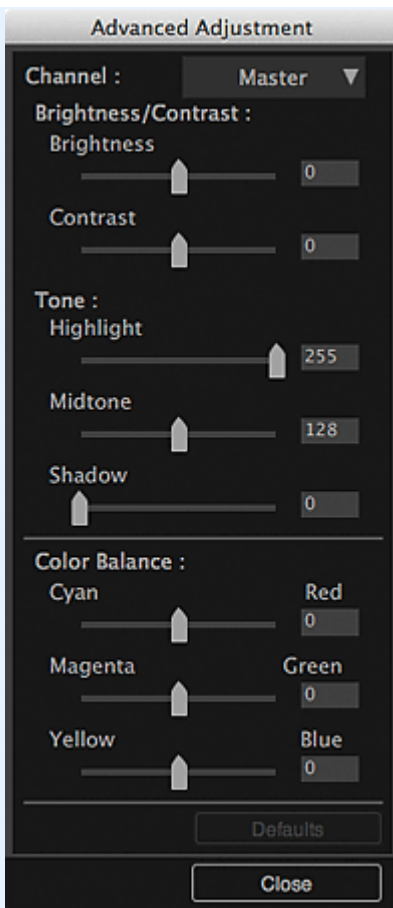 Advanced Adjustment
Channel : Master ▼
Brightness/Contrast :
Brightness
0
Contrast
0
Tone :
Highlight
255
Midtone
128
Shadow
0
Color Balance :
Cyan Red
0
Magenta Green
0
Yellow Blue
0
Defaults
Close